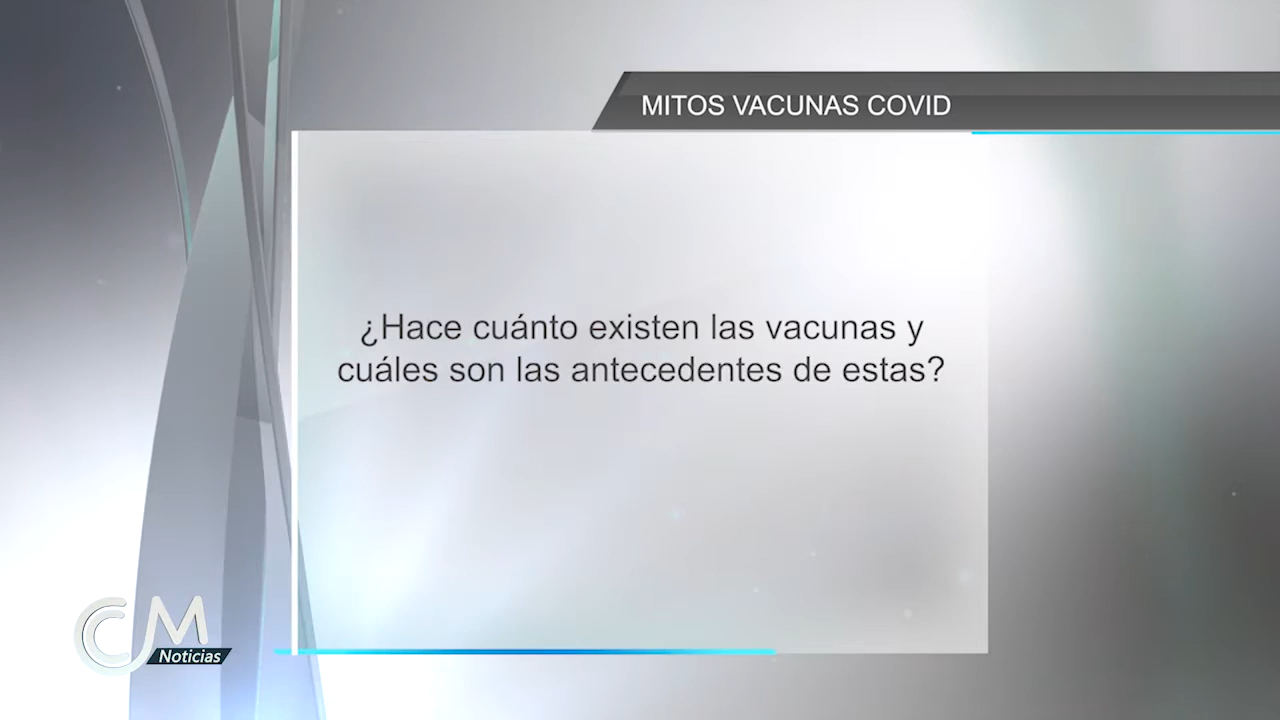 MITOS VACUNAS COVID
¿Hace cuánto existen las vacunas y
cuáles son las antecedentes de estas?
CM
Noticias